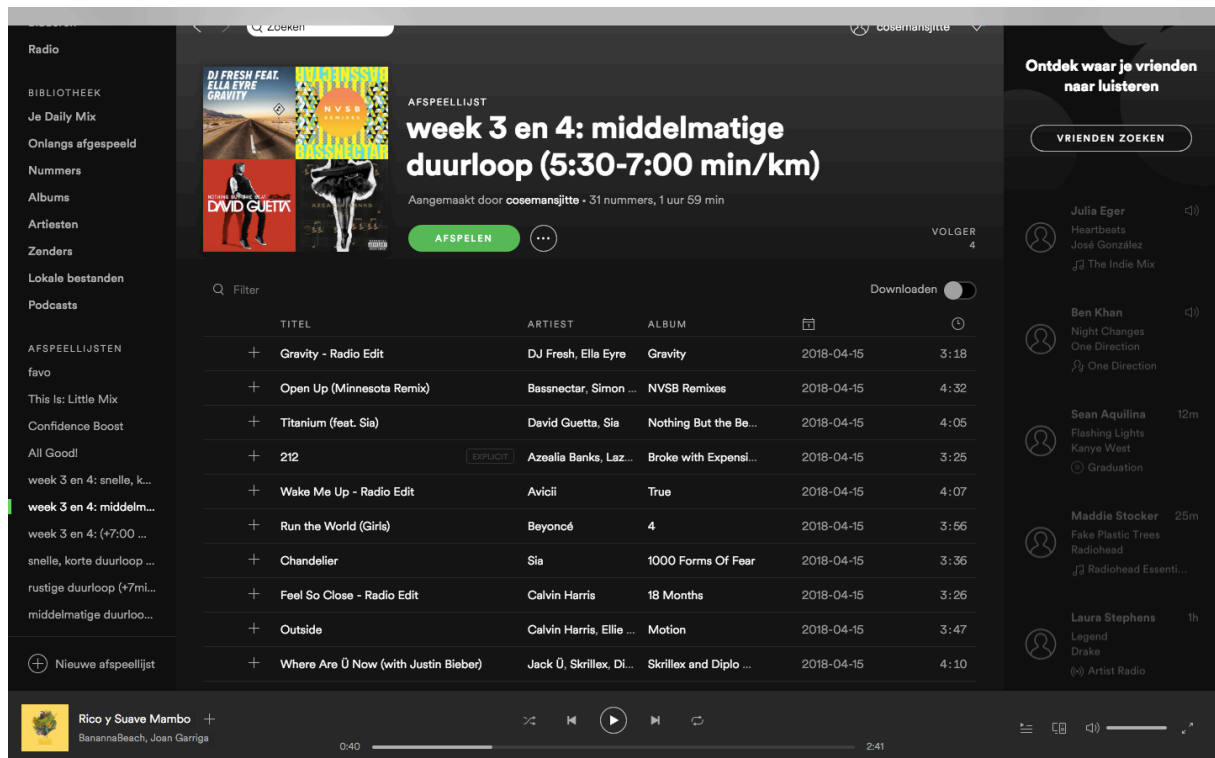 Radio
BIBLIOTHEEK
Je Daily Mix
Onlangs afgespeeld
Nummers
Albums
Artiesten
Zenders
Lokale bestanden
Podcasts
AFSPEELLIJSTEN
favo
This Is: Little Mix
Confidence Boost
All Good!
week 3 en 4: snelle, k...
week 3 en 4: middelm...
week 3 en 4: (+7:00 ...
snelle, korte duurloop ...
rustige duurloop (+7mi...
middelmatige duurloo...
Nieuwe afspeellijst
Zoeken
cosemansjitte
DJ FRESH FEAT.
ELLA EYRE
GRAVITY
BASSNECTAR
NVSB
REMIXES
BASSNECTAR
NOTHING BUT THE BEAT
DAVID GUETTA
AFSPEELLIJST
week 3 en 4: middelmatige
duurloop (5:30-7:00 min/km)
Aangemaakt door cosemansjitte • 31 nummers, 1 uur 59 min
AFSPELEN
VOLGER
4
Filter
Downloaden
TITEL ARTIEST ALBUM
Gravity - Radio Edit DJ Fresh, Ella Eyre Gravity 2018-04-15 3:18
Open Up (Minnesota Remix) Bassnectar, Simon ... NVSB Remixes 2018-04-15 4:32
Titanium (feat. Sia) David Guetta, Sia Nothing But the Be... 2018-04-15 4:05
212 EXPLICIT Azealia Banks, Laz... Broke with Expensi... 2018-04-15 3:25
Wake Me Up - Radio Edit Avicii True 2018-04-15 4:07
Run the World (Girls) Beyoncé 4 2018-04-15 3:56
Chandelier Sia 1000 Forms Of Fear 2018-04-15 3:36
Feel So Close - Radio Edit Calvin Harris 18 Months 2018-04-15 3:26
Outside Calvin Harris, Ellie ... Motion 2018-04-15 3:47
Where Are Ü Now (with Justin Bieber) Jack Ü, Skrillex, Di... Skrillex and Diplo ... 2018-04-15 4:10
Ontdek waar je vrienden
naar luisteren
VRIENDEN ZOEKEN
Julia Eger
Heartbeats
José González
The Indie Mix
Ben Khan
Night Changes
One Direction
One Direction
Sean Aquilina 12m
Flashing Lights
Kanye West
Graduation
Maddie Stocker 25m
Fake Plastic Trees
Radiohead
Radiohead Essenti...
Laura Stephens 1h
Legend
Drake
Artist Radio
Rico y Suave Mambo
BanannaBeach, Joan Garriga
0:40 2:41